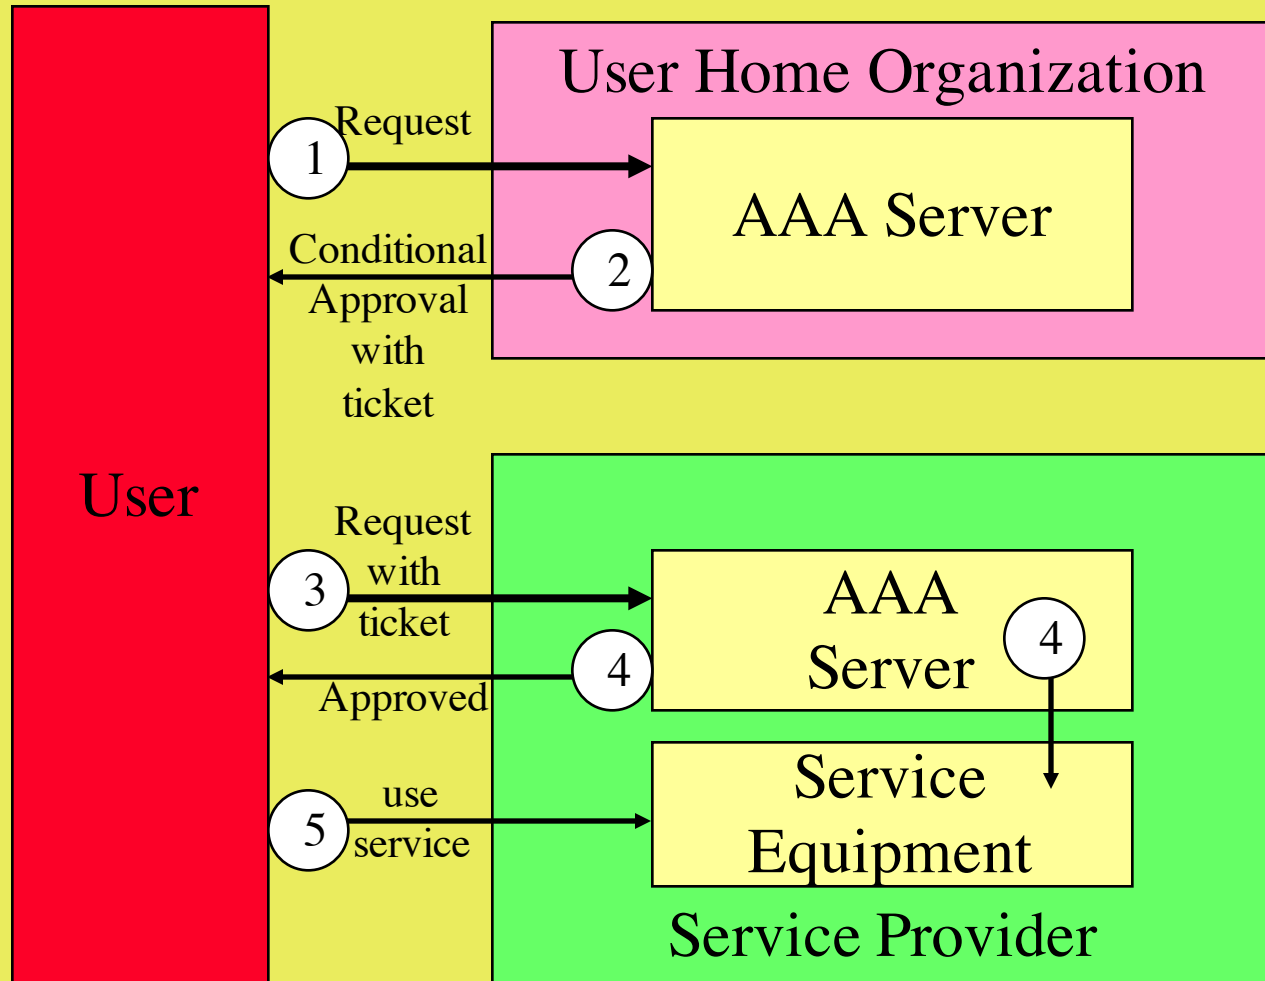 User Home Organization
Request
1
AAA Server
Conditional
2
Approval
with
ticket
User
Request
with
3
ticket
AAA
Server
4
4
Approved
use
service
5
Service
Equipment
Service Provider